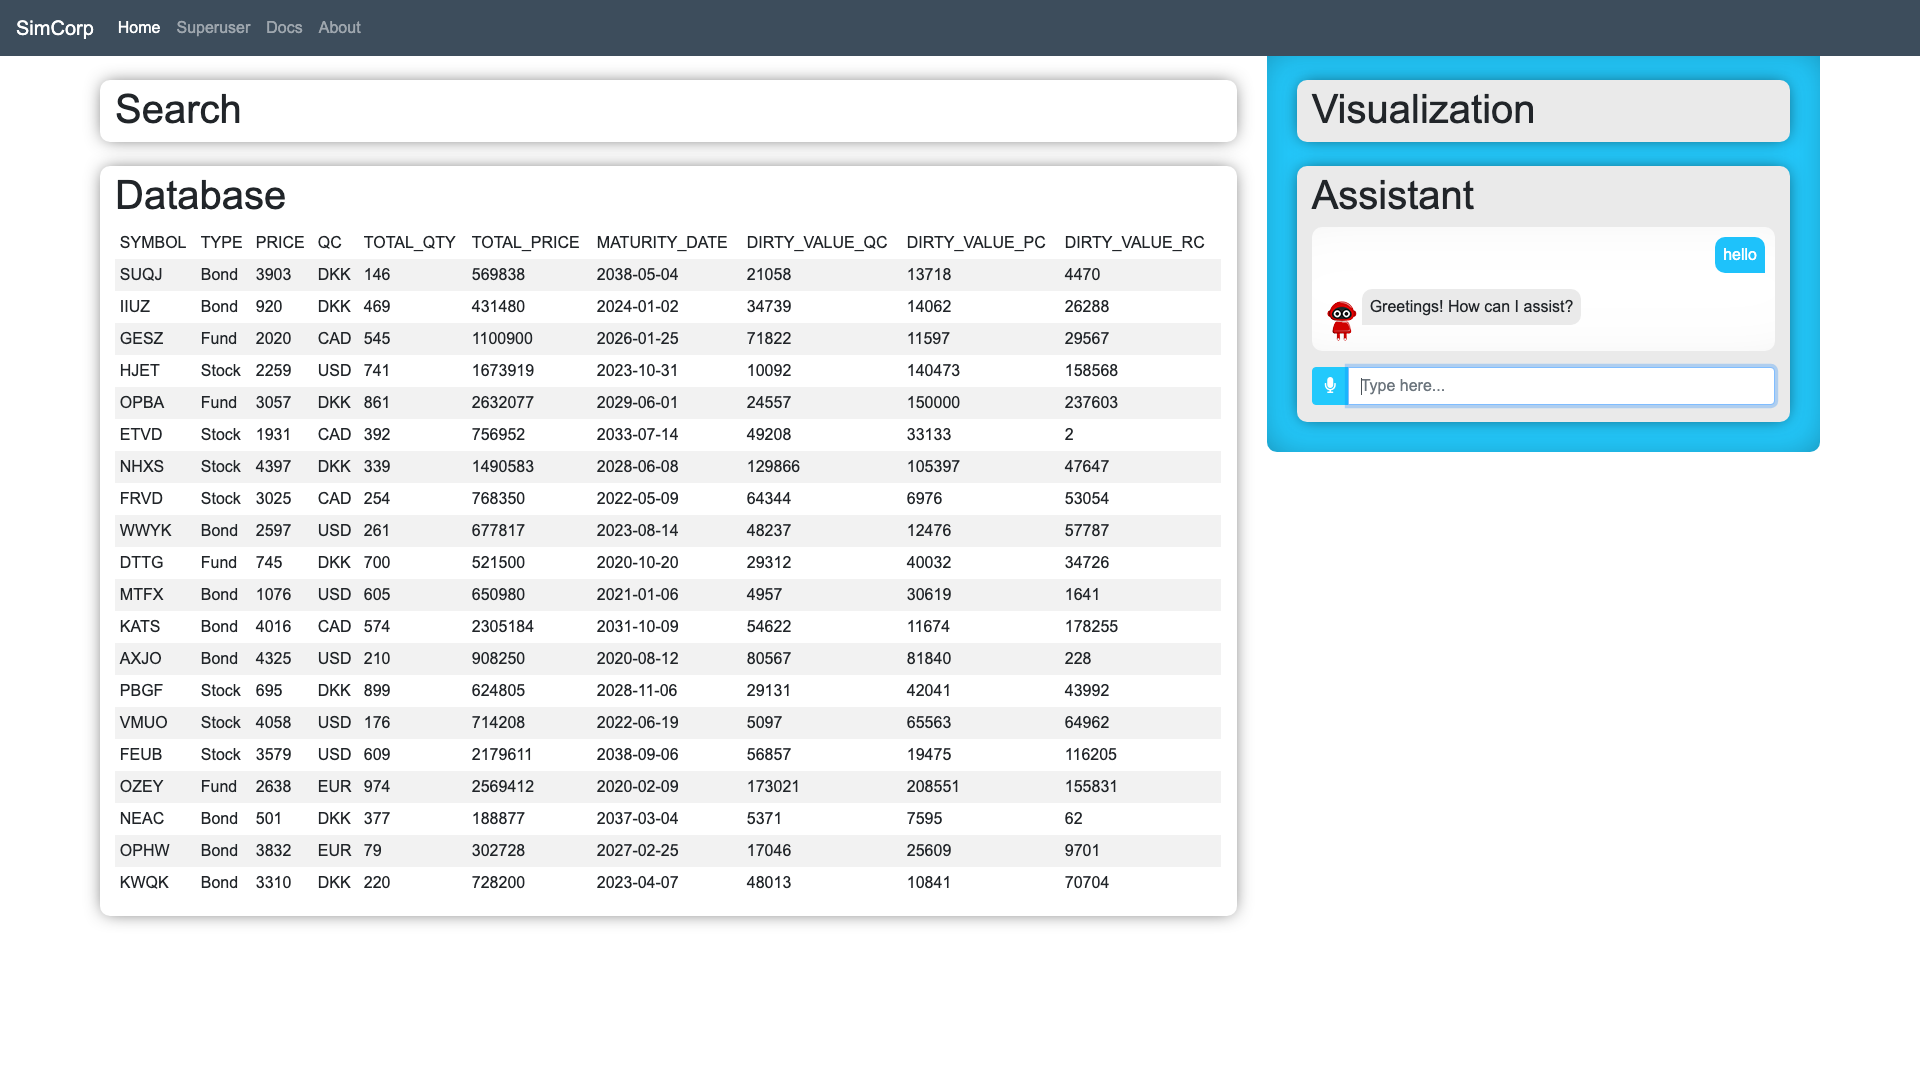 SimCorp Home Superuser Docs About
Search
Database
SYMBOL TYPE PRICE QC TOTAL_QTY TOTAL_PRICE MATURITY_DATE DIRTY_VALUE_QC DIRTY_VALUE_PC DIRTY_VALUE_RC
SUQJ Bond 3903 DKK 146 569838 2038-05-04 21058 13718 4470
IIUZ Bond 920 DKK 469 431480 2024-01-02 34739 14062 26288
GESZ Fund 2020 CAD 545 1100900 2026-01-25 71822 11597 29567
HJET Stock 2259 USD 741 1673919 2023-10-31 10092 140473 158568
OPBA Fund 3057 DKK 861 2632077 2029-06-01 24557 150000 237603
ETVD Stock 1931 CAD 392 756952 2033-07-14 49208 33133 2
NHXS Stock 4397 DKK 339 1490583 2028-06-08 129866 105397 47647
FRVD Stock 3025 CAD 254 768350 2022-05-09 64344 6976 53054
WWYK Bond 2597 USD 261 677817 2023-08-14 48237 12476 57787
DTTG Fund 745 DKK 700 521500 2020-10-20 29312 40032 34726
MTFX Bond 1076 USD 605 650980 2021-01-06 4957 30619 1641
KATS Bond 4016 CAD 574 2305184 2031-10-09 54622 11674 178255
AXJO Bond 4325 USD 210 908250 2020-08-12 80567 81840 228
PBGF Stock 695 DKK 899 624805 2028-11-06 29131 42041 43992
VMUO Stock 4058 USD 176 714208 2022-06-19 5097 65563 64962
FEUB Stock 3579 USD 609 2179611 2038-09-06 56857 19475 116205
OZEY Fund 2638 EUR 974 2569412 2020-02-09 173021 208551 155831
NEAC Bond 501 DKK 377 188877 2037-03-04 5371 7595 62
OPHW Bond 3832 EUR 79 302728 2027-02-25 17046 25609 9701
KWQK Bond 3310 DKK 220 728200 2023-04-07 48013 10841 70704
Visualization
Assistant
hello
Greetings! How can I assist?
Type here...